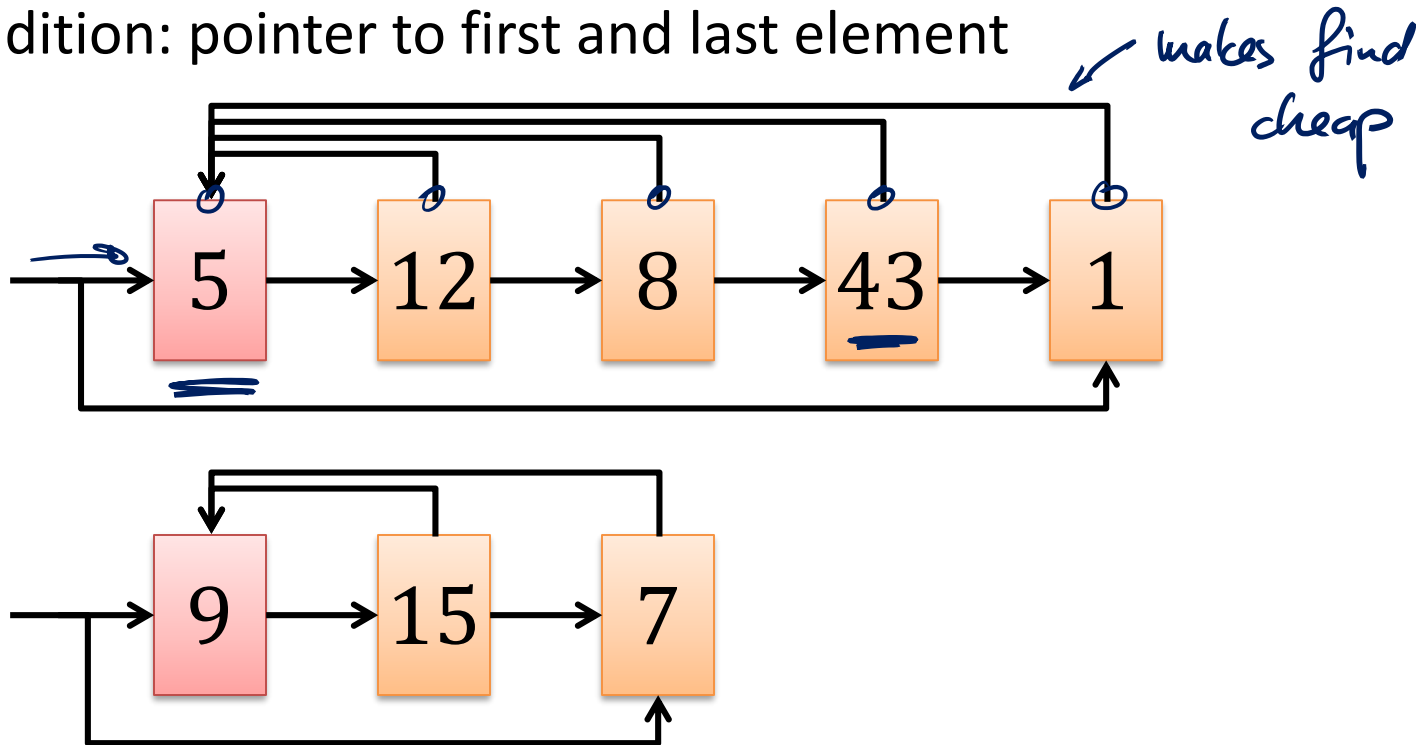 dition: pointer to first and last element
makes find
cheap
5 12 8 43 1
9 15 7